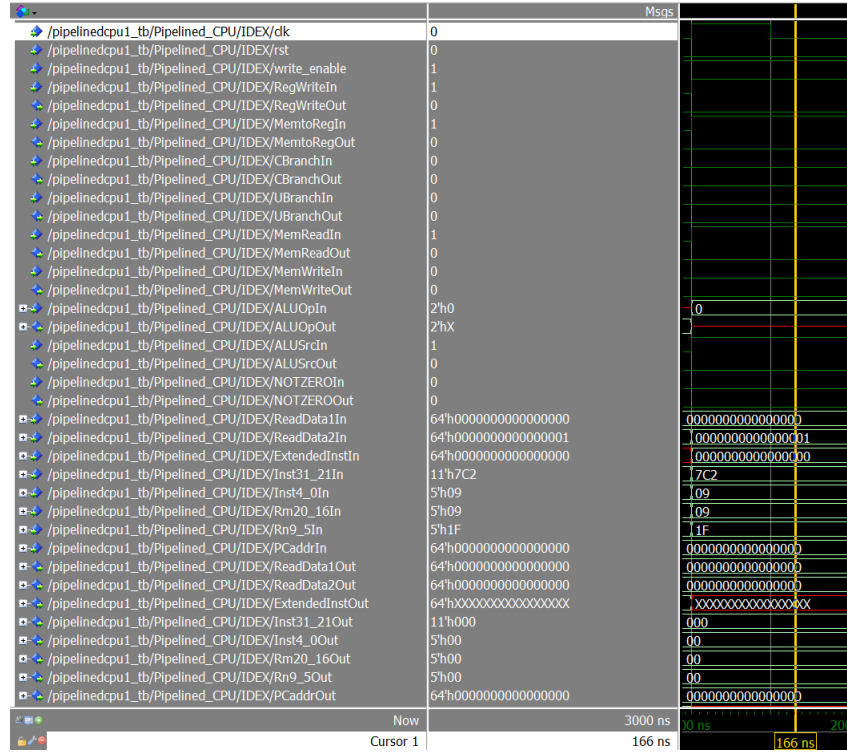 Msgs
/pipelinedcpu1_tb/Pipelined_CPU/IDEX/clk 0
/pipelinedcpu1_tb/Pipelined_CPU/IDEX/rst 0
/pipelinedcpu1_tb/Pipelined_CPU/IDEX/write_enable 1
/pipelinedcpu1_tb/Pipelined_CPU/IDEX/RegWriteIn 1
/pipelinedcpu1_tb/Pipelined_CPU/IDEX/RegWriteOut 0
/pipelinedcpu1_tb/Pipelined_CPU/IDEX/MemtoRegIn 1
/pipelinedcpu1_tb/Pipelined_CPU/IDEX/MemtoRegOut 0
/pipelinedcpu1_tb/Pipelined_CPU/IDEX/CBranchIn 0
/pipelinedcpu1_tb/Pipelined_CPU/IDEX/CBranchOut 0
/pipelinedcpu1_tb/Pipelined_CPU/IDEX/UBranchIn 0
/pipelinedcpu1_tb/Pipelined_CPU/IDEX/UBranchOut 0
/pipelinedcpu1_tb/Pipelined_CPU/IDEX/MemReadIn 1
/pipelinedcpu1_tb/Pipelined_CPU/IDEX/MemReadOut 0
/pipelinedcpu1_tb/Pipelined_CPU/IDEX/MemWriteIn 0
/pipelinedcpu1_tb/Pipelined_CPU/IDEX/MemWriteOut 0
/pipelinedcpu1_tb/Pipelined_CPU/IDEX/ALUOpIn 2'h0 0
/pipelinedcpu1_tb/Pipelined_CPU/IDEX/ALUOpOut 2'hX
/pipelinedcpu1_tb/Pipelined_CPU/IDEX/ALUSrcIn 1
/pipelinedcpu1_tb/Pipelined_CPU/IDEX/ALUSrcOut 0
/pipelinedcpu1_tb/Pipelined_CPU/IDEX/NOTZEROIn 0
/pipelinedcpu1_tb/Pipelined_CPU/IDEX/NOTZEROOut 0
/pipelinedcpu1_tb/Pipelined_CPU/IDEX/ReadData1In 64'h0000000000000000 0000000000000000
/pipelinedcpu1_tb/Pipelined_CPU/IDEX/ReadData2In 64'h0000000000000001 0000000000000001
/pipelinedcpu1_tb/Pipelined_CPU/IDEX/ExtendedInstIn 64'h0000000000000000 0000000000000000
/pipelinedcpu1_tb/Pipelined_CPU/IDEX/Inst31_21In 11'h7C2 7C2
/pipelinedcpu1_tb/Pipelined_CPU/IDEX/Inst4_0In 5'h09 09
/pipelinedcpu1_tb/Pipelined_CPU/IDEX/Rm20_16In 5'h09 09
/pipelinedcpu1_tb/Pipelined_CPU/IDEX/Rn9_5In 5'h1F 1F
/pipelinedcpu1_tb/Pipelined_CPU/IDEX/PCaddrIn 64'h0000000000000000 0000000000000000
/pipelinedcpu1_tb/Pipelined_CPU/IDEX/ReadData1Out 64'h0000000000000000 0000000000000000
/pipelinedcpu1_tb/Pipelined_CPU/IDEX/ReadData2Out 64'h0000000000000000 0000000000000000
/pipelinedcpu1_tb/Pipelined_CPU/IDEX/ExtendedInstOut 64'hXXXXXXXXXXXXXXXX XXXXXXXXXXXXXXXX
/pipelinedcpu1_tb/Pipelined_CPU/IDEX/Inst31_21Out 11'h000 000
/pipelinedcpu1_tb/Pipelined_CPU/IDEX/Inst4_0Out 5'h00 00
/pipelinedcpu1_tb/Pipelined_CPU/IDEX/Rm20_16Out 5'h00 00
/pipelinedcpu1_tb/Pipelined_CPU/IDEX/Rn9_5Out 5'h00 00
/pipelinedcpu1_tb/Pipelined_CPU/IDEX/PCaddrOut 64'h0000000000000000 0000000000000000
Now 3000 ns
Cursor 1 166 ns 166 ns